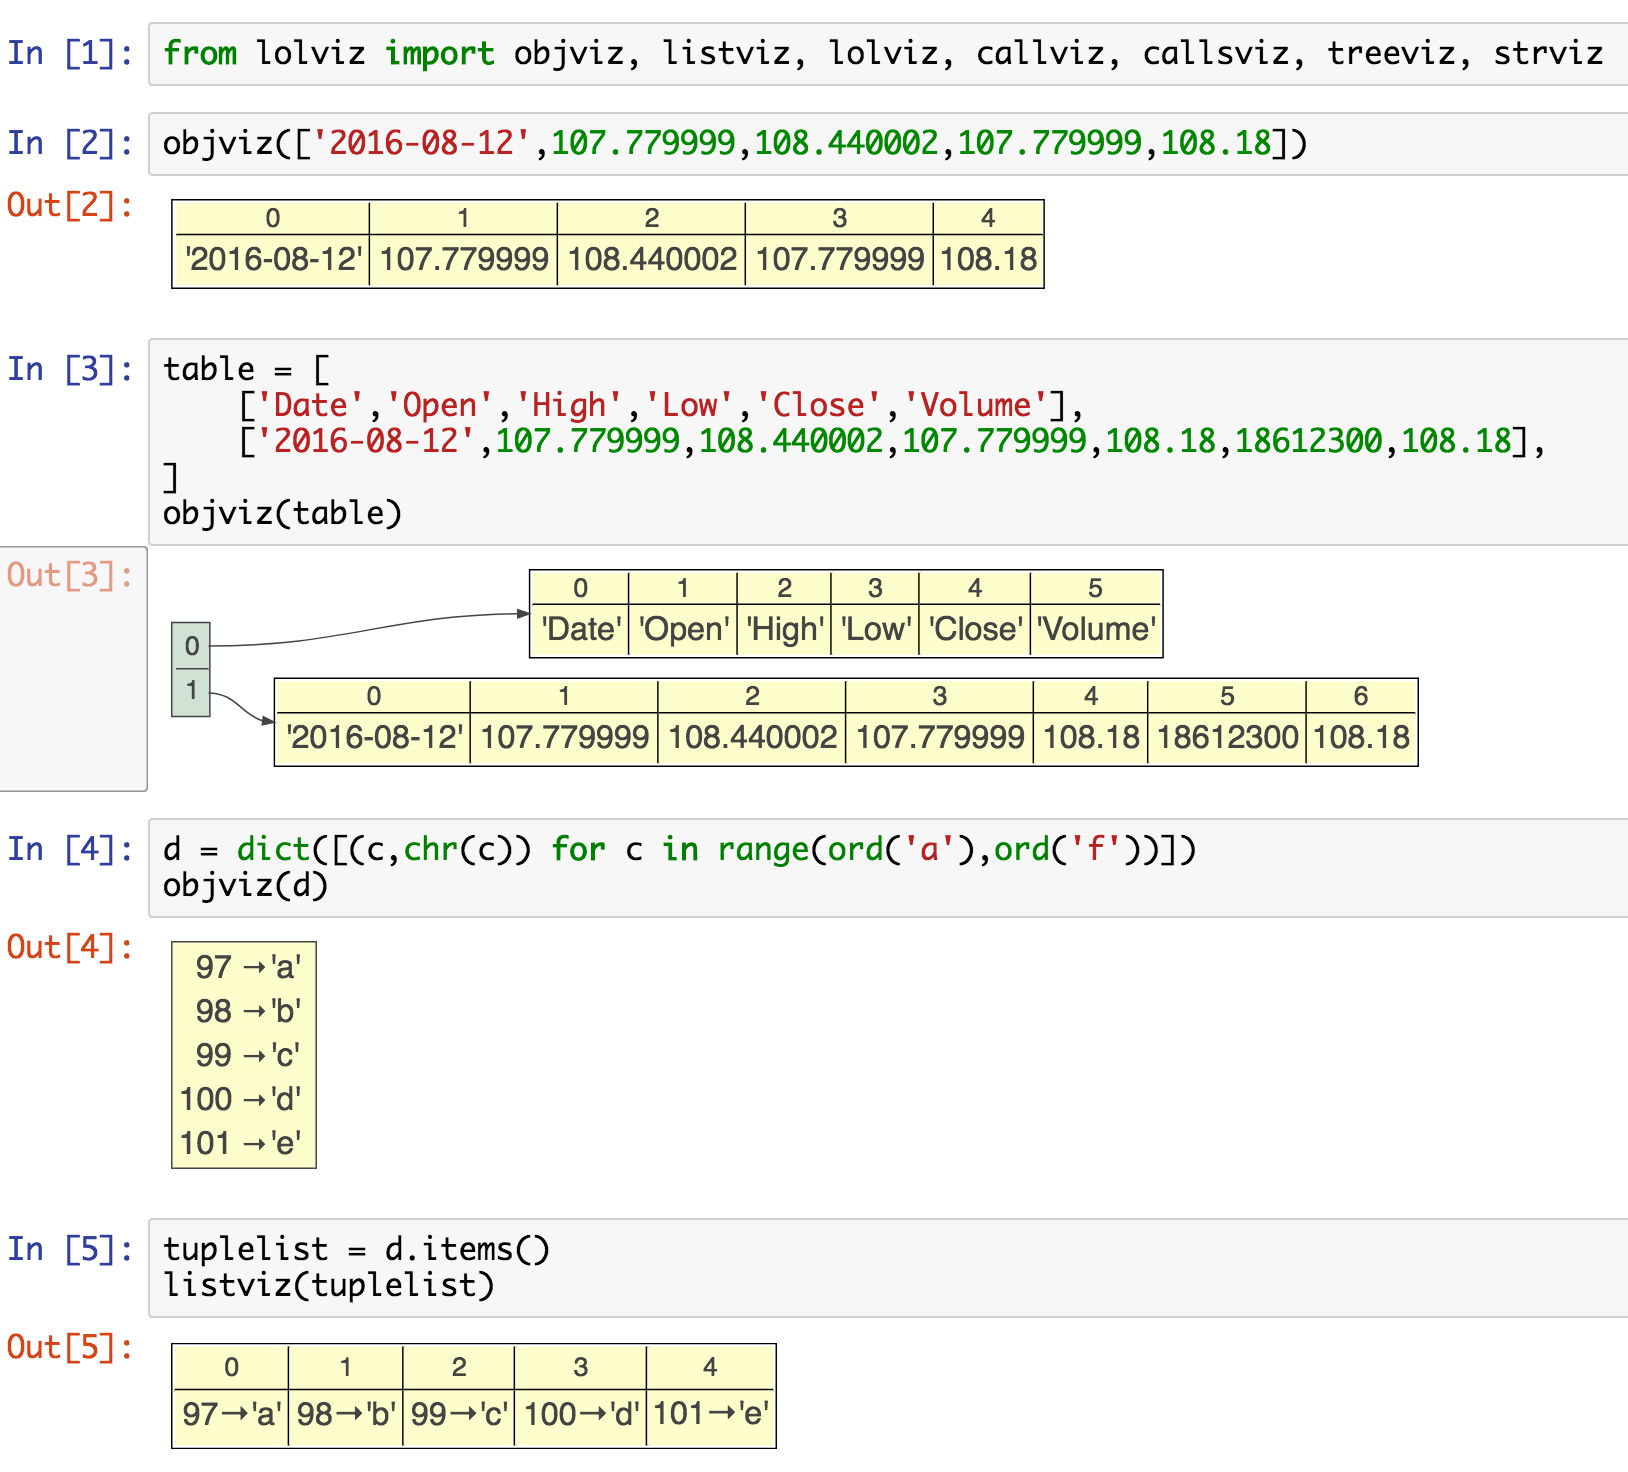 In [1]: from lolviz import objviz, listviz, lolviz, callviz, callsviz, treeviz, strviz
In [2]: objviz(['2016-08-12',107.779999,108.440002,107.779999,108.18])
Out[2]:
0 1 2 3 4
'2016-08-12' 107.779999 108.440002 107.779999 108.18
In [3]: table = [
['Date','Open','High','Low','Close','Volume'],
['2016-08-12',107.779999,108.440002,107.779999,108.18,18612300,108.18],
]
objviz(table)
Out[3]:
0 1 2 3 4 5
'Date' 'Open' 'High' 'Low' 'Close' 'Volume'
0
1
0 1 2 3 4 5 6
'2016-08-12' 107.779999 108.440002 107.779999 108.18 18612300 108.18
In [4]: d = dict([(c,chr(c)) for c in range(ord('a'),ord('f'))])
objviz(d)
Out[4]:
97 →'a'
98 →'b'
99 →'c'
100 →'d'
101 →'e'
In [5]: tuplelist = d.items()
listviz(tuplelist)
Out[5]:
0 1 2 3 4
97→'a' 98→'b' 99→'c' 100→'d' 101→'e'